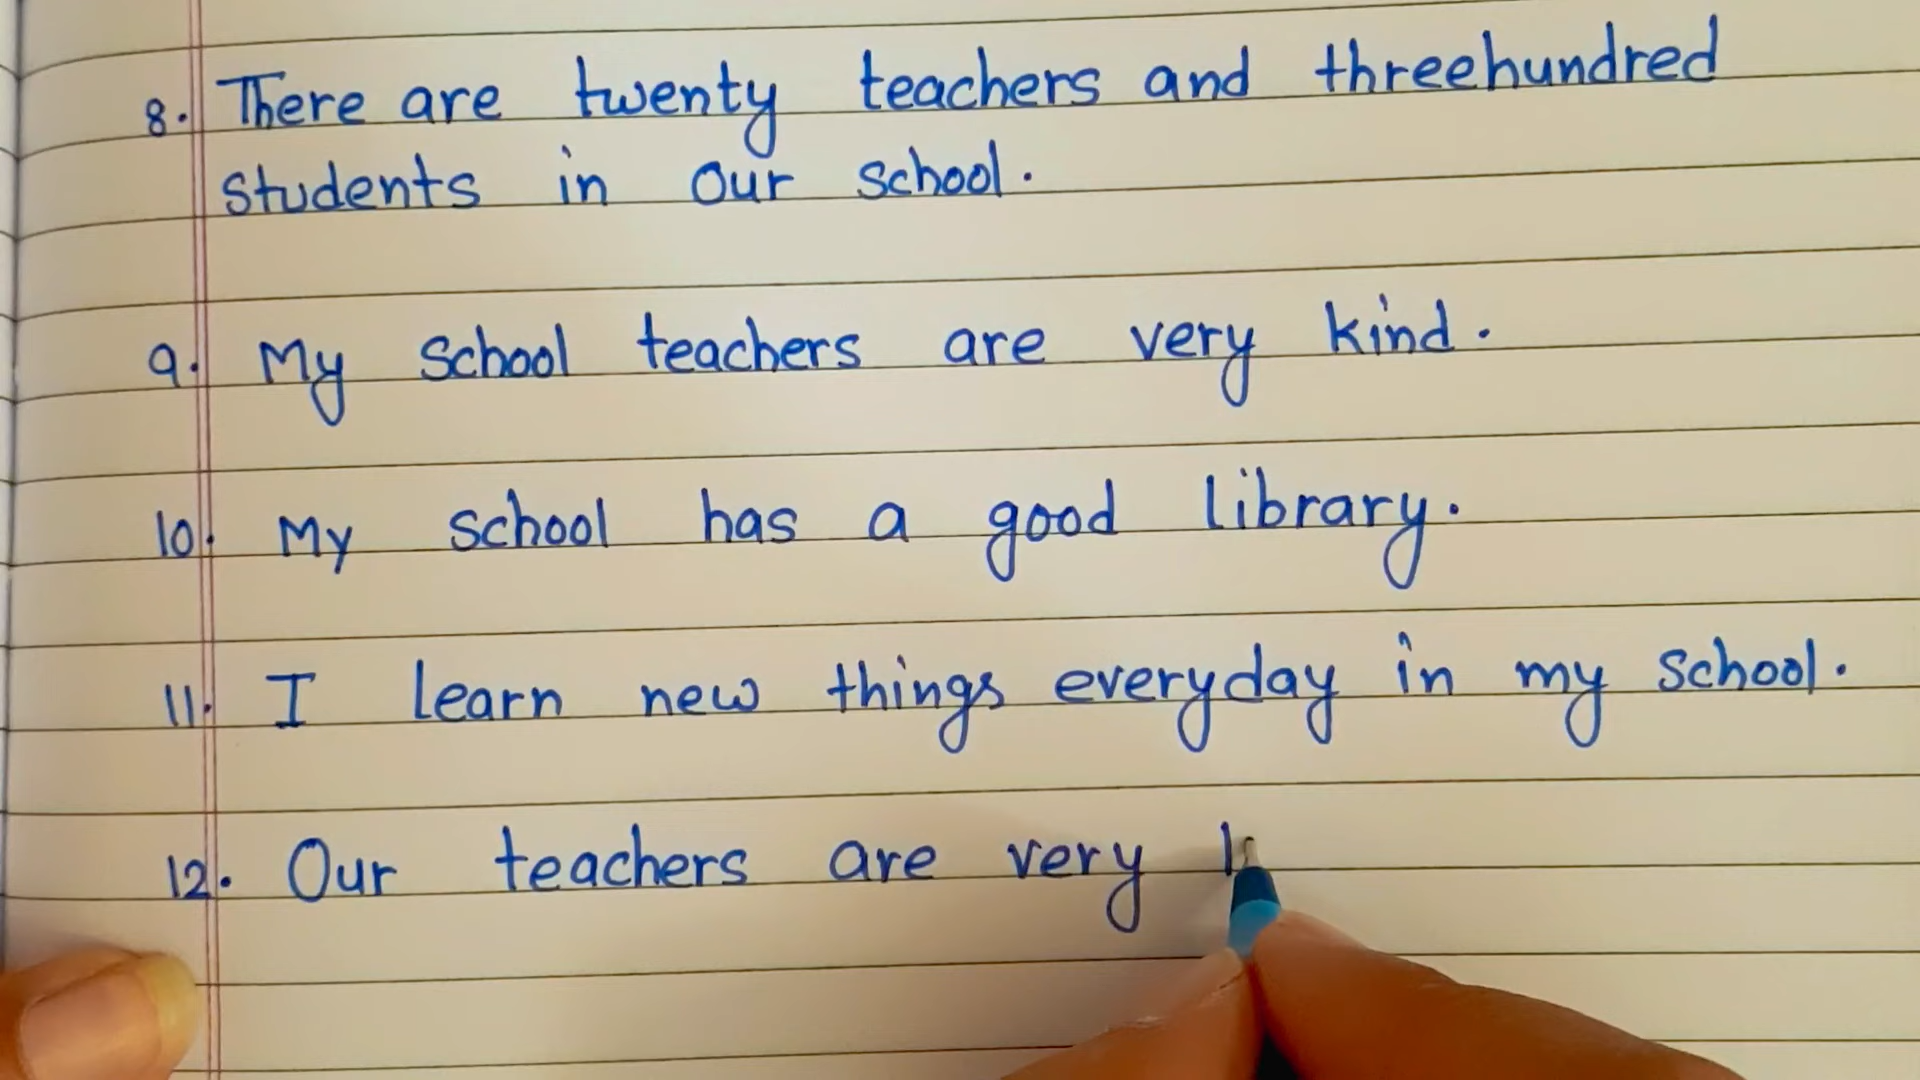 8. There are twenty teachers and threehundred
students in our school.
9. My school teachers are very kind.
10. My school has a good library.
11. I learn new things everyday in my school.
12. Our teachers are very